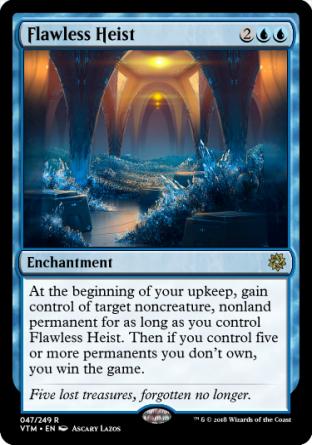 Flawless Heist 2
Enchantment
At the beginning of your upkeep, gain
control of target noncreature, nonland
permanent for as long as you control
Flawless Heist. Then if you control five
or more permanents you don't own,
you win the game.
Five lost treasures, forgotten no longer.
047/249 R
VTM • EN Ascary Lazos
™ & © 2018 Wizards of the Coast